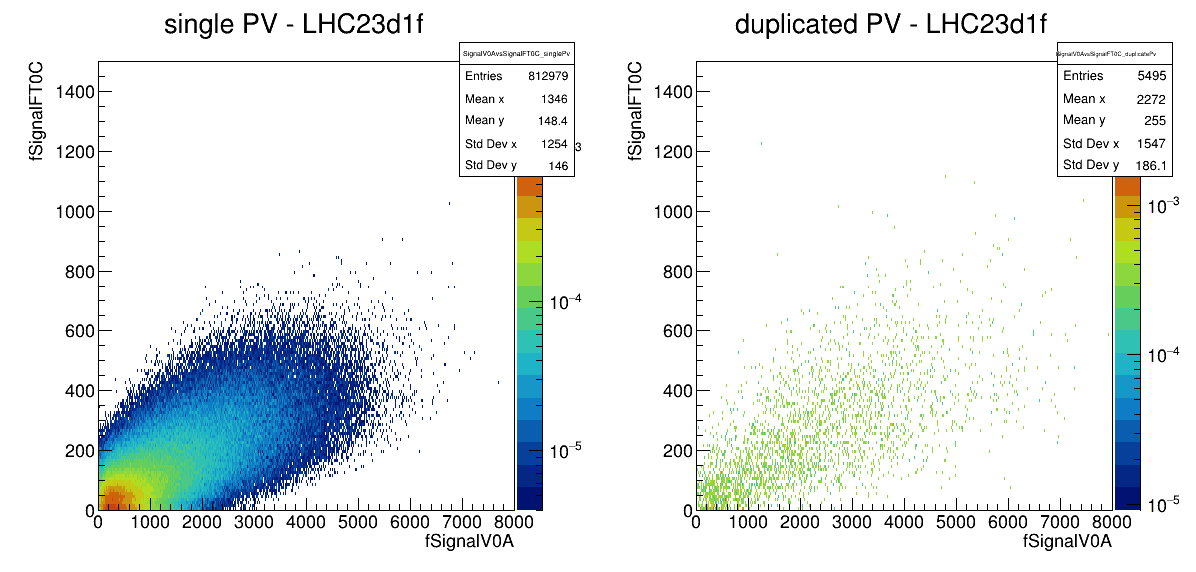 single PV - LHC23d1f
SignalV0AvsSignalFT0C_singlePv
Entries 812979
Mean x 1346
Mean y 148.4
Std Dev x 1254
Std Dev y 146
3
fSignalFT0C
1400
1200
1000
800
600
400
200
0
0 1000 2000 3000 4000 5000 6000 7000 8000
fSignalV0A
10−4
10−5
duplicated PV - LHC23d1f
SignalV0AvsSignalFT0C_duplicatePv
Entries 5495
Mean x 2272
Mean y 255
Std Dev x 1547
Std Dev y 186.1
fSignalFT0C
1400
1200
1000
800
600
400
200
0
0 1000 2000 3000 4000 5000 6000 7000 8000
fSignalV0A
10−3
10−4
10−5